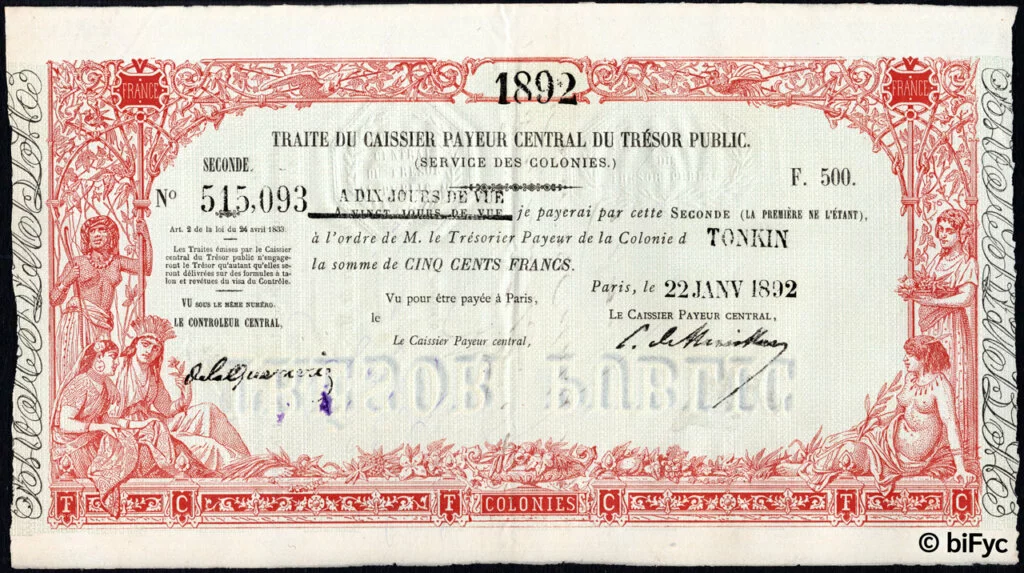 1892
FRANCE
FRANCE
TRAITE DU CAISSIER PAYEUR CENTRAL DU TRÉSOR PUBLIC.
(SERVICE DES COLONIES.)
SECONDE.
F. 500.
No 515,093
A DIX JOURS DE VUE
A VINGT JOURS DE VUE je payerai par cette SECONDE (LA PREMIÈRE NE L'ÉTANT),
à l'ordre de M. le Trésorier Payeur de la Colonie d TONKIN
la somme de CINQ CENTS FRANCS.
Art. 2 de la loi du 24 avril 1833.
Les Traites émises par le Caissier
central du Trésor public n'engage-
ront le Trésor qu'autant qu'elles se-
ront délivrées sur des formules à ta-
lon et revêtues du visa du Contrôle.
VU SOUS LE MÊME NUMÉRO.
LE CONTROLEUR CENTRAL,
Vu pour être payée à Paris,
le
Le Caissier Payeur central,
Paris, le 22 JANV 1892
LE CAISSIER PAYEUR CENTRAL,
TRÉSOR PUBLIC
T C T C COLONIES T C
© biFyc